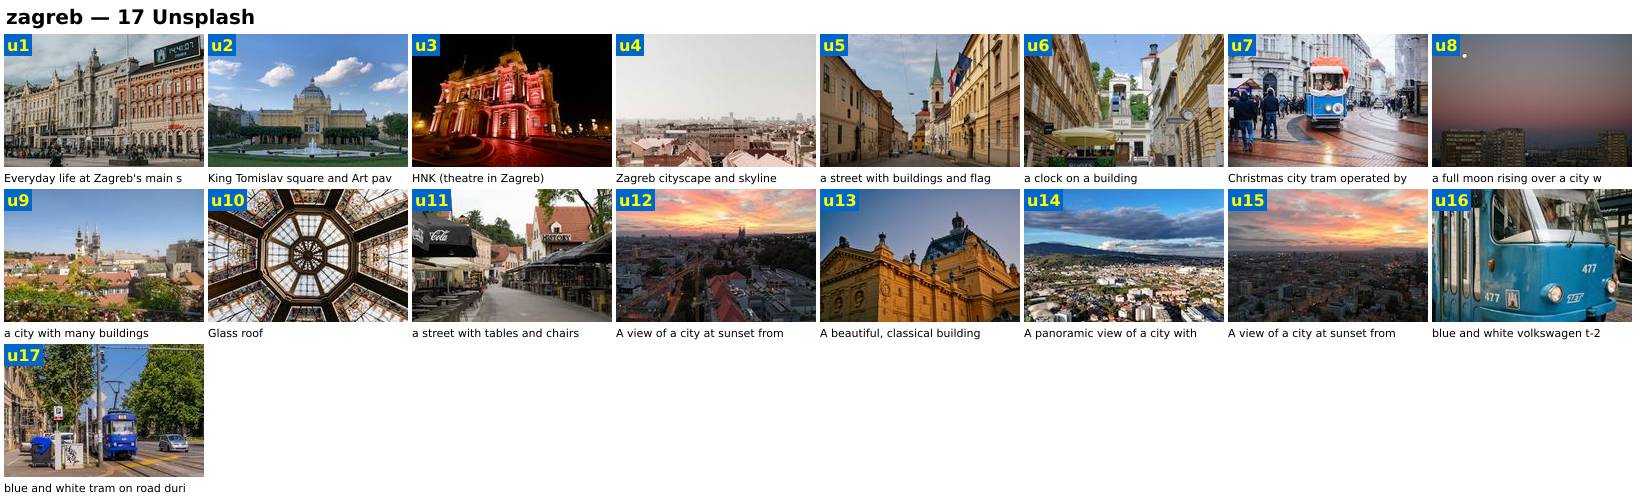 zagreb — 17 Unsplash
u1
u2
u3
u4
u5
u6
u7
u8
Everyday life at Zagreb's main s
King Tomislav square and Art pav
HNK (theatre in Zagreb)
Zagreb cityscape and skyline
a street with buildings and flag
a clock on a building
Christmas city tram operated by
a full moon rising over a city w
u9
u10
u11
u12
u13
u14
u15
u16
Cola
477
477
a city with many buildings
Glass roof
a street with tables and chairs
A view of a city at sunset from
A beautiful, classical building
A panoramic view of a city with
A view of a city at sunset from
blue and white volkswagen t-2
u17
P
blue and white tram on road duri